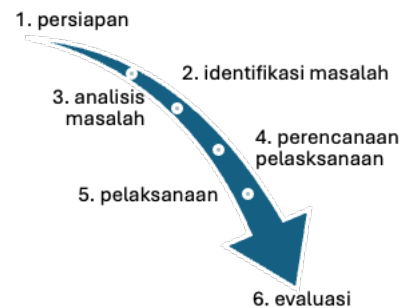 1. persiapan
2. identifikasi masalah
3. analisis
masalah
4. perencanaan
pelasksanaan
5. pelaksanaan
6. evaluasi